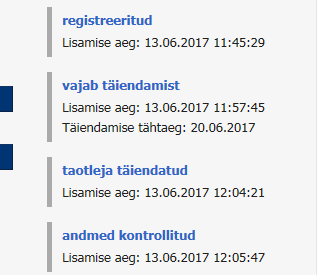 registreeritud
Lisamise aeg: 13.06.2017 11:45:29
vajab täiendamist
Lisamise aeg: 13.06.2017 11:57:45
Täiendamise tähtaeg: 20.06.2017
taotleja täiendatud
Lisamise aeg: 13.06.2017 12:04:21
andmed kontrollitud
Lisamise aeg: 13.06.2017 12:05:47